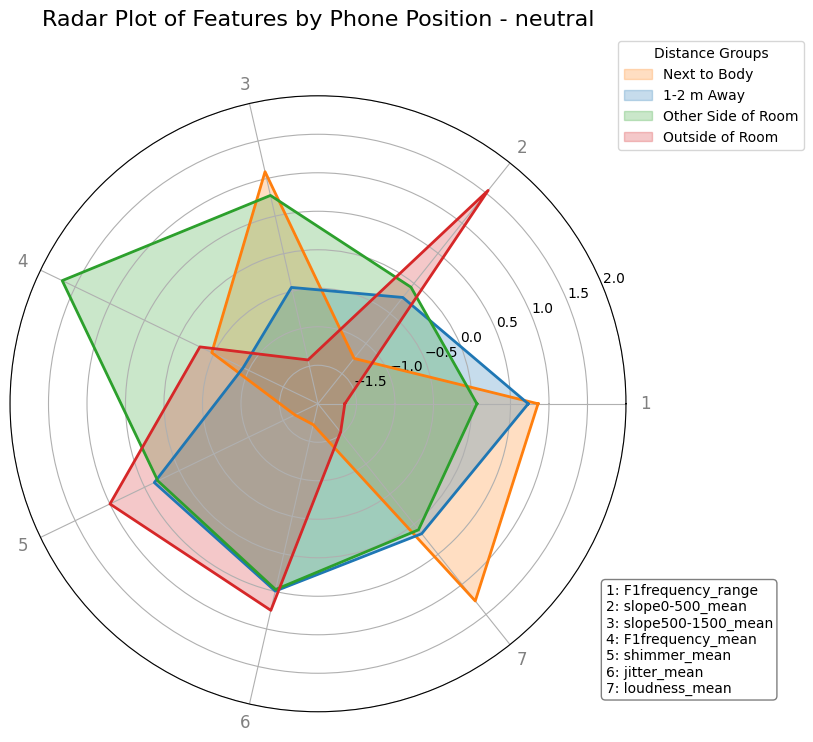 Radar Plot of Features by Phone Position - neutral
Distance Groups
Next to Body
1-2 m Away
Other Side of Room
Outside of Room
3
2
4
2.0
1.5
1.0
0.5
0.0
−0.5
−1.0
−1.5
1
5
6
7
1: F1frequency_range
2: slope0-500_mean
3: slope500-1500_mean
4: F1frequency_mean
5: shimmer_mean
6: jitter_mean
7: loudness_mean